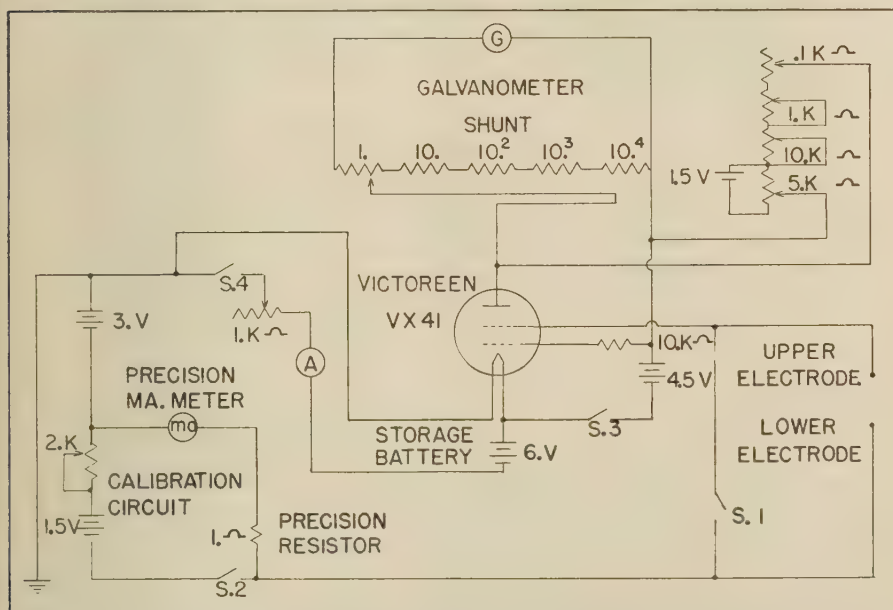 G
GALVANOMETER
SHUNT
1. 10. 10.² 10.³ 10.⁴
.1K Ω
1.K Ω
10.K Ω
5.K Ω
1.5 V
S.4
3.V
1.K Ω
A
VICTOREEN
VX 41
10.K Ω
4.5 V
UPPER
ELECTRODE
LOWER
ELECTRODE
S.1
PRECISION
MA. METER
ma
2.K
CALIBRATION
CIRCUIT
1.5V
1. Ω
PRECISION
RESISTOR
S.2
STORAGE
BATTERY
6.V
S.3